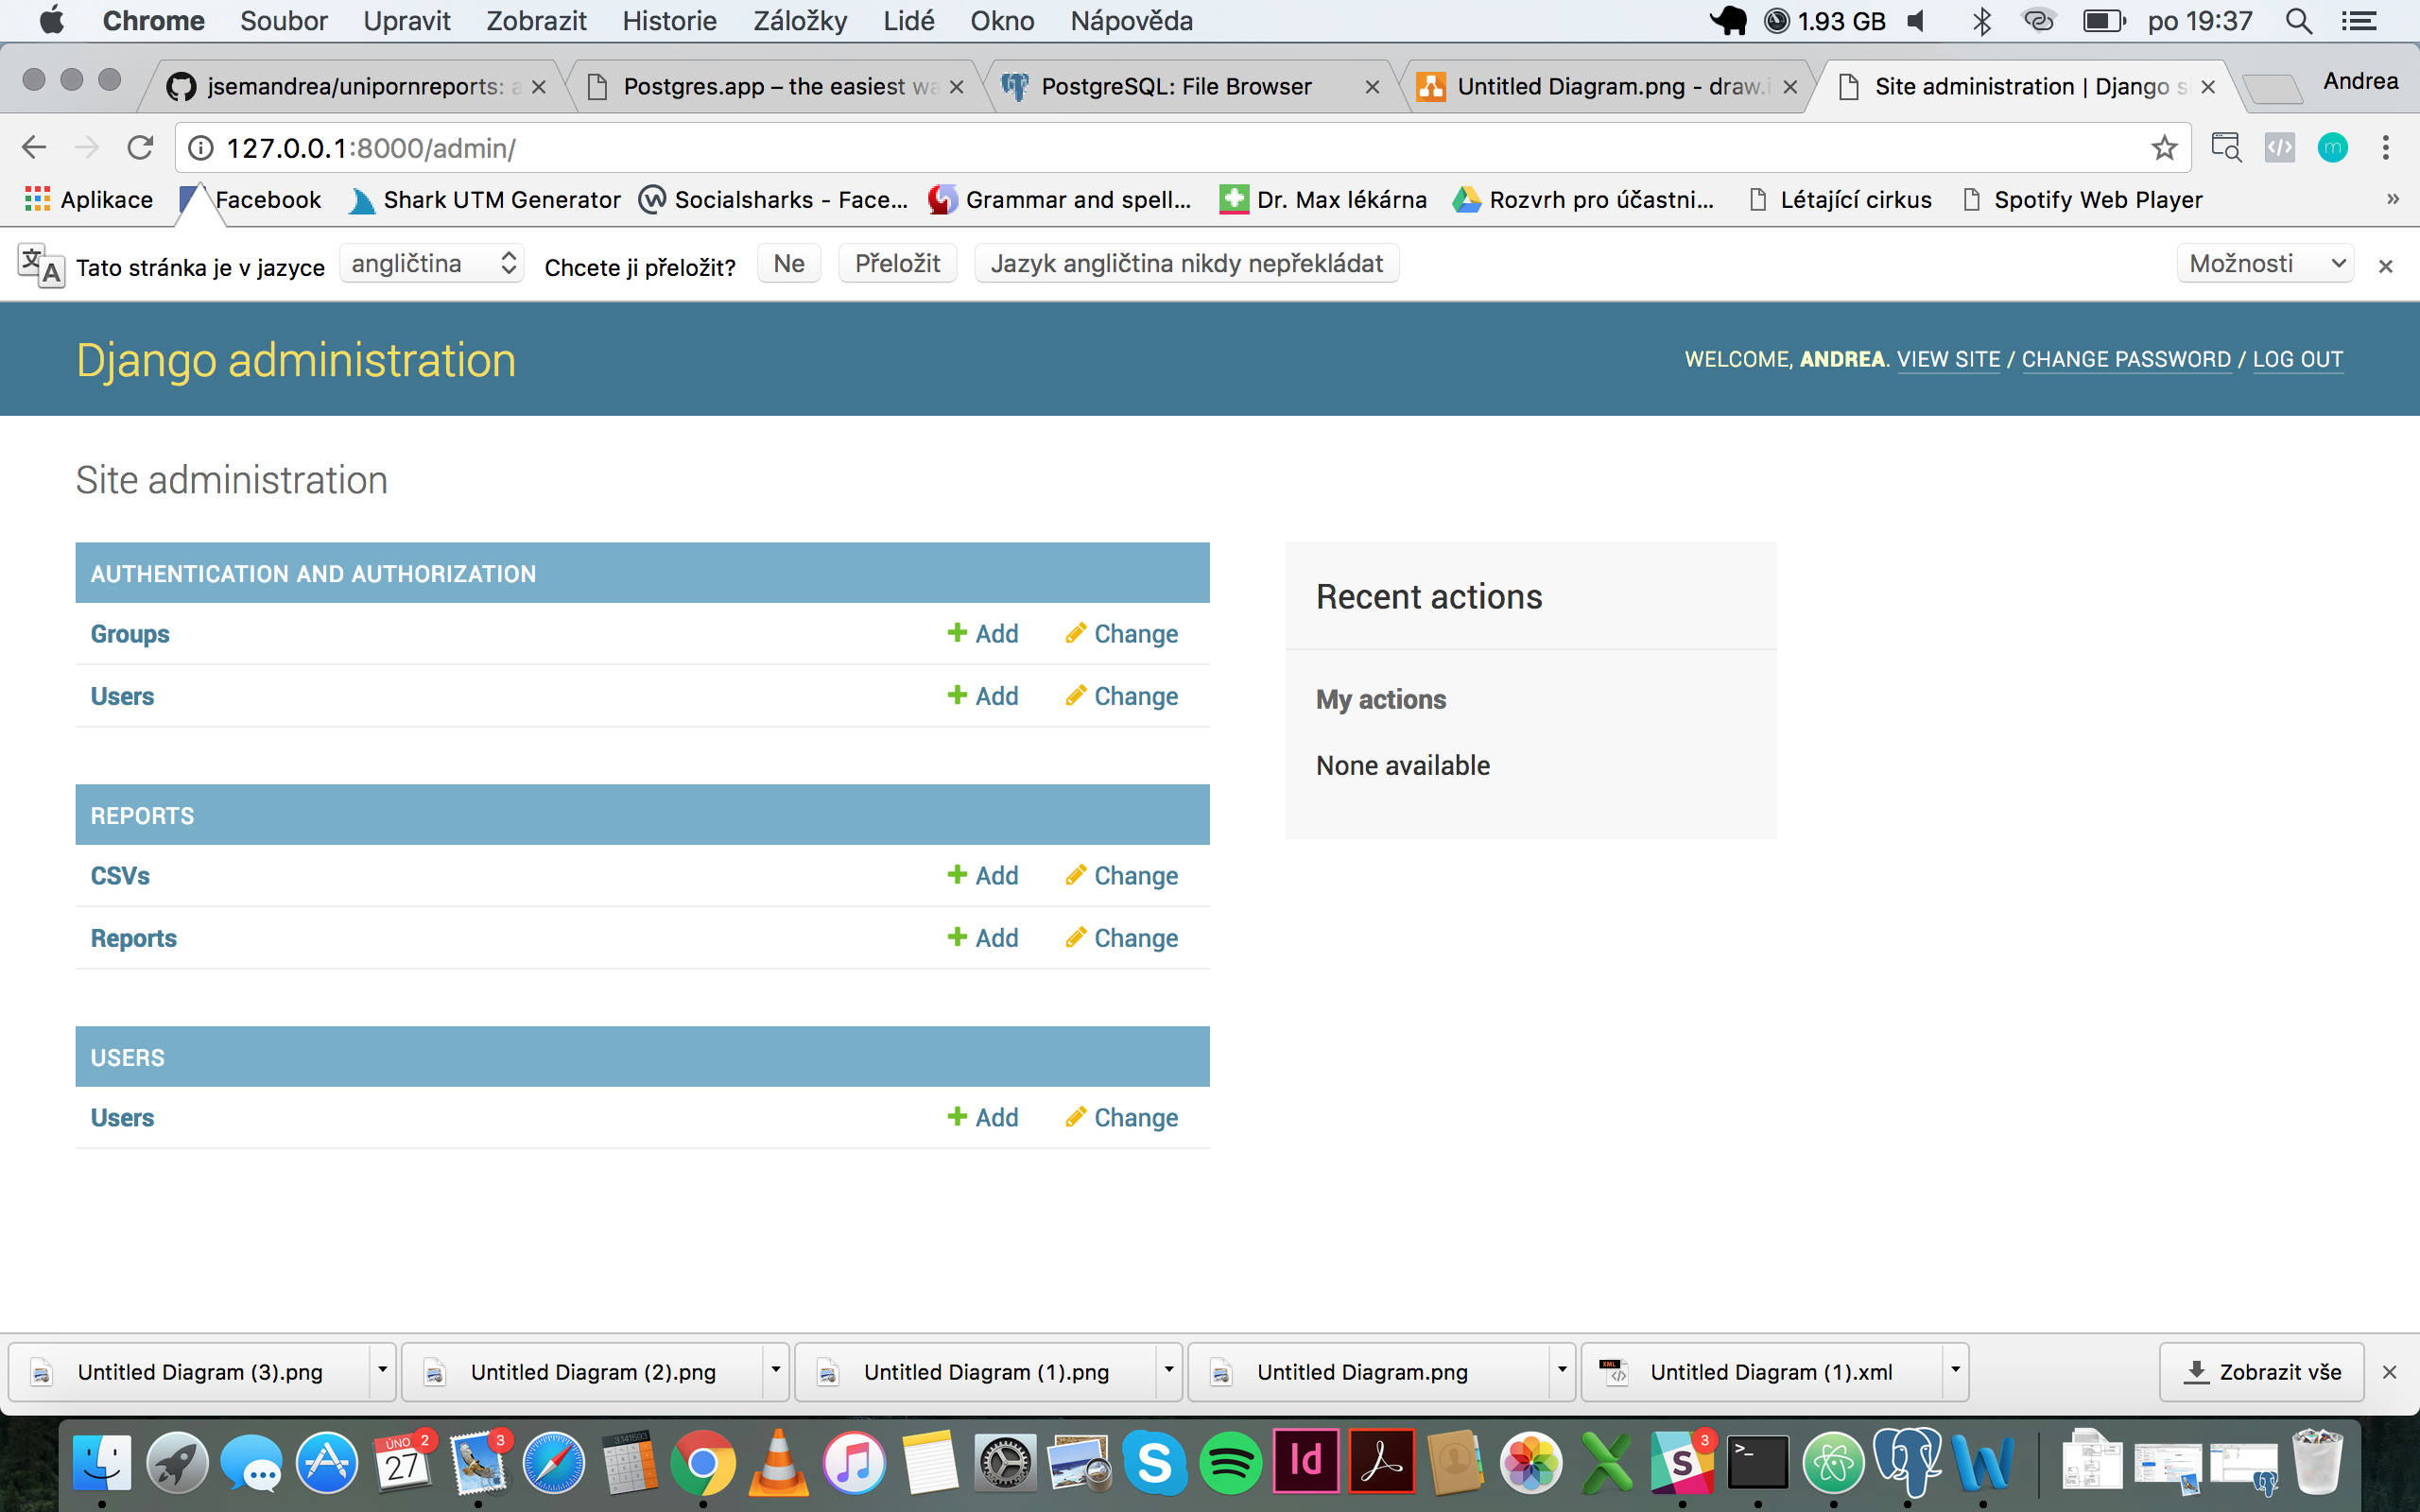 Chrome Soubor Upravit Zobrazit Historie Záložky Lidé Okno Nápověda 1.93 GB po 19:37
jsemandrea/unipornreports: a Postgres.app – the easiest wa PostgreSQL: File Browser Untitled Diagram.png - draw.i Site administration | Django s Andrea
127.0.0.1:8000/admin/
Aplikace Facebook Shark UTM Generator Socialsharks - Face... Grammar and spell... Dr. Max lékárna Rozvrh pro účastni... Létající cirkus Spotify Web Player »
Tato stránka je v jazyce angličtina Chcete ji přeložit? Ne Přeložit Jazyk angličtina nikdy nepřekládat Možnosti
Django administration WELCOME, ANDREA. VIEW SITE / CHANGE PASSWORD / LOG OUT
Site administration
AUTHENTICATION AND AUTHORIZATION
Groups Add Change
Users Add Change
REPORTS
CSVs Add Change
Reports Add Change
USERS
Users Add Change
Recent actions
My actions
None available
Untitled Diagram (3).png Untitled Diagram (2).png Untitled Diagram (1).png Untitled Diagram.png Untitled Diagram (1).xml Zobrazit vše
ÚNO 27 2 3 3